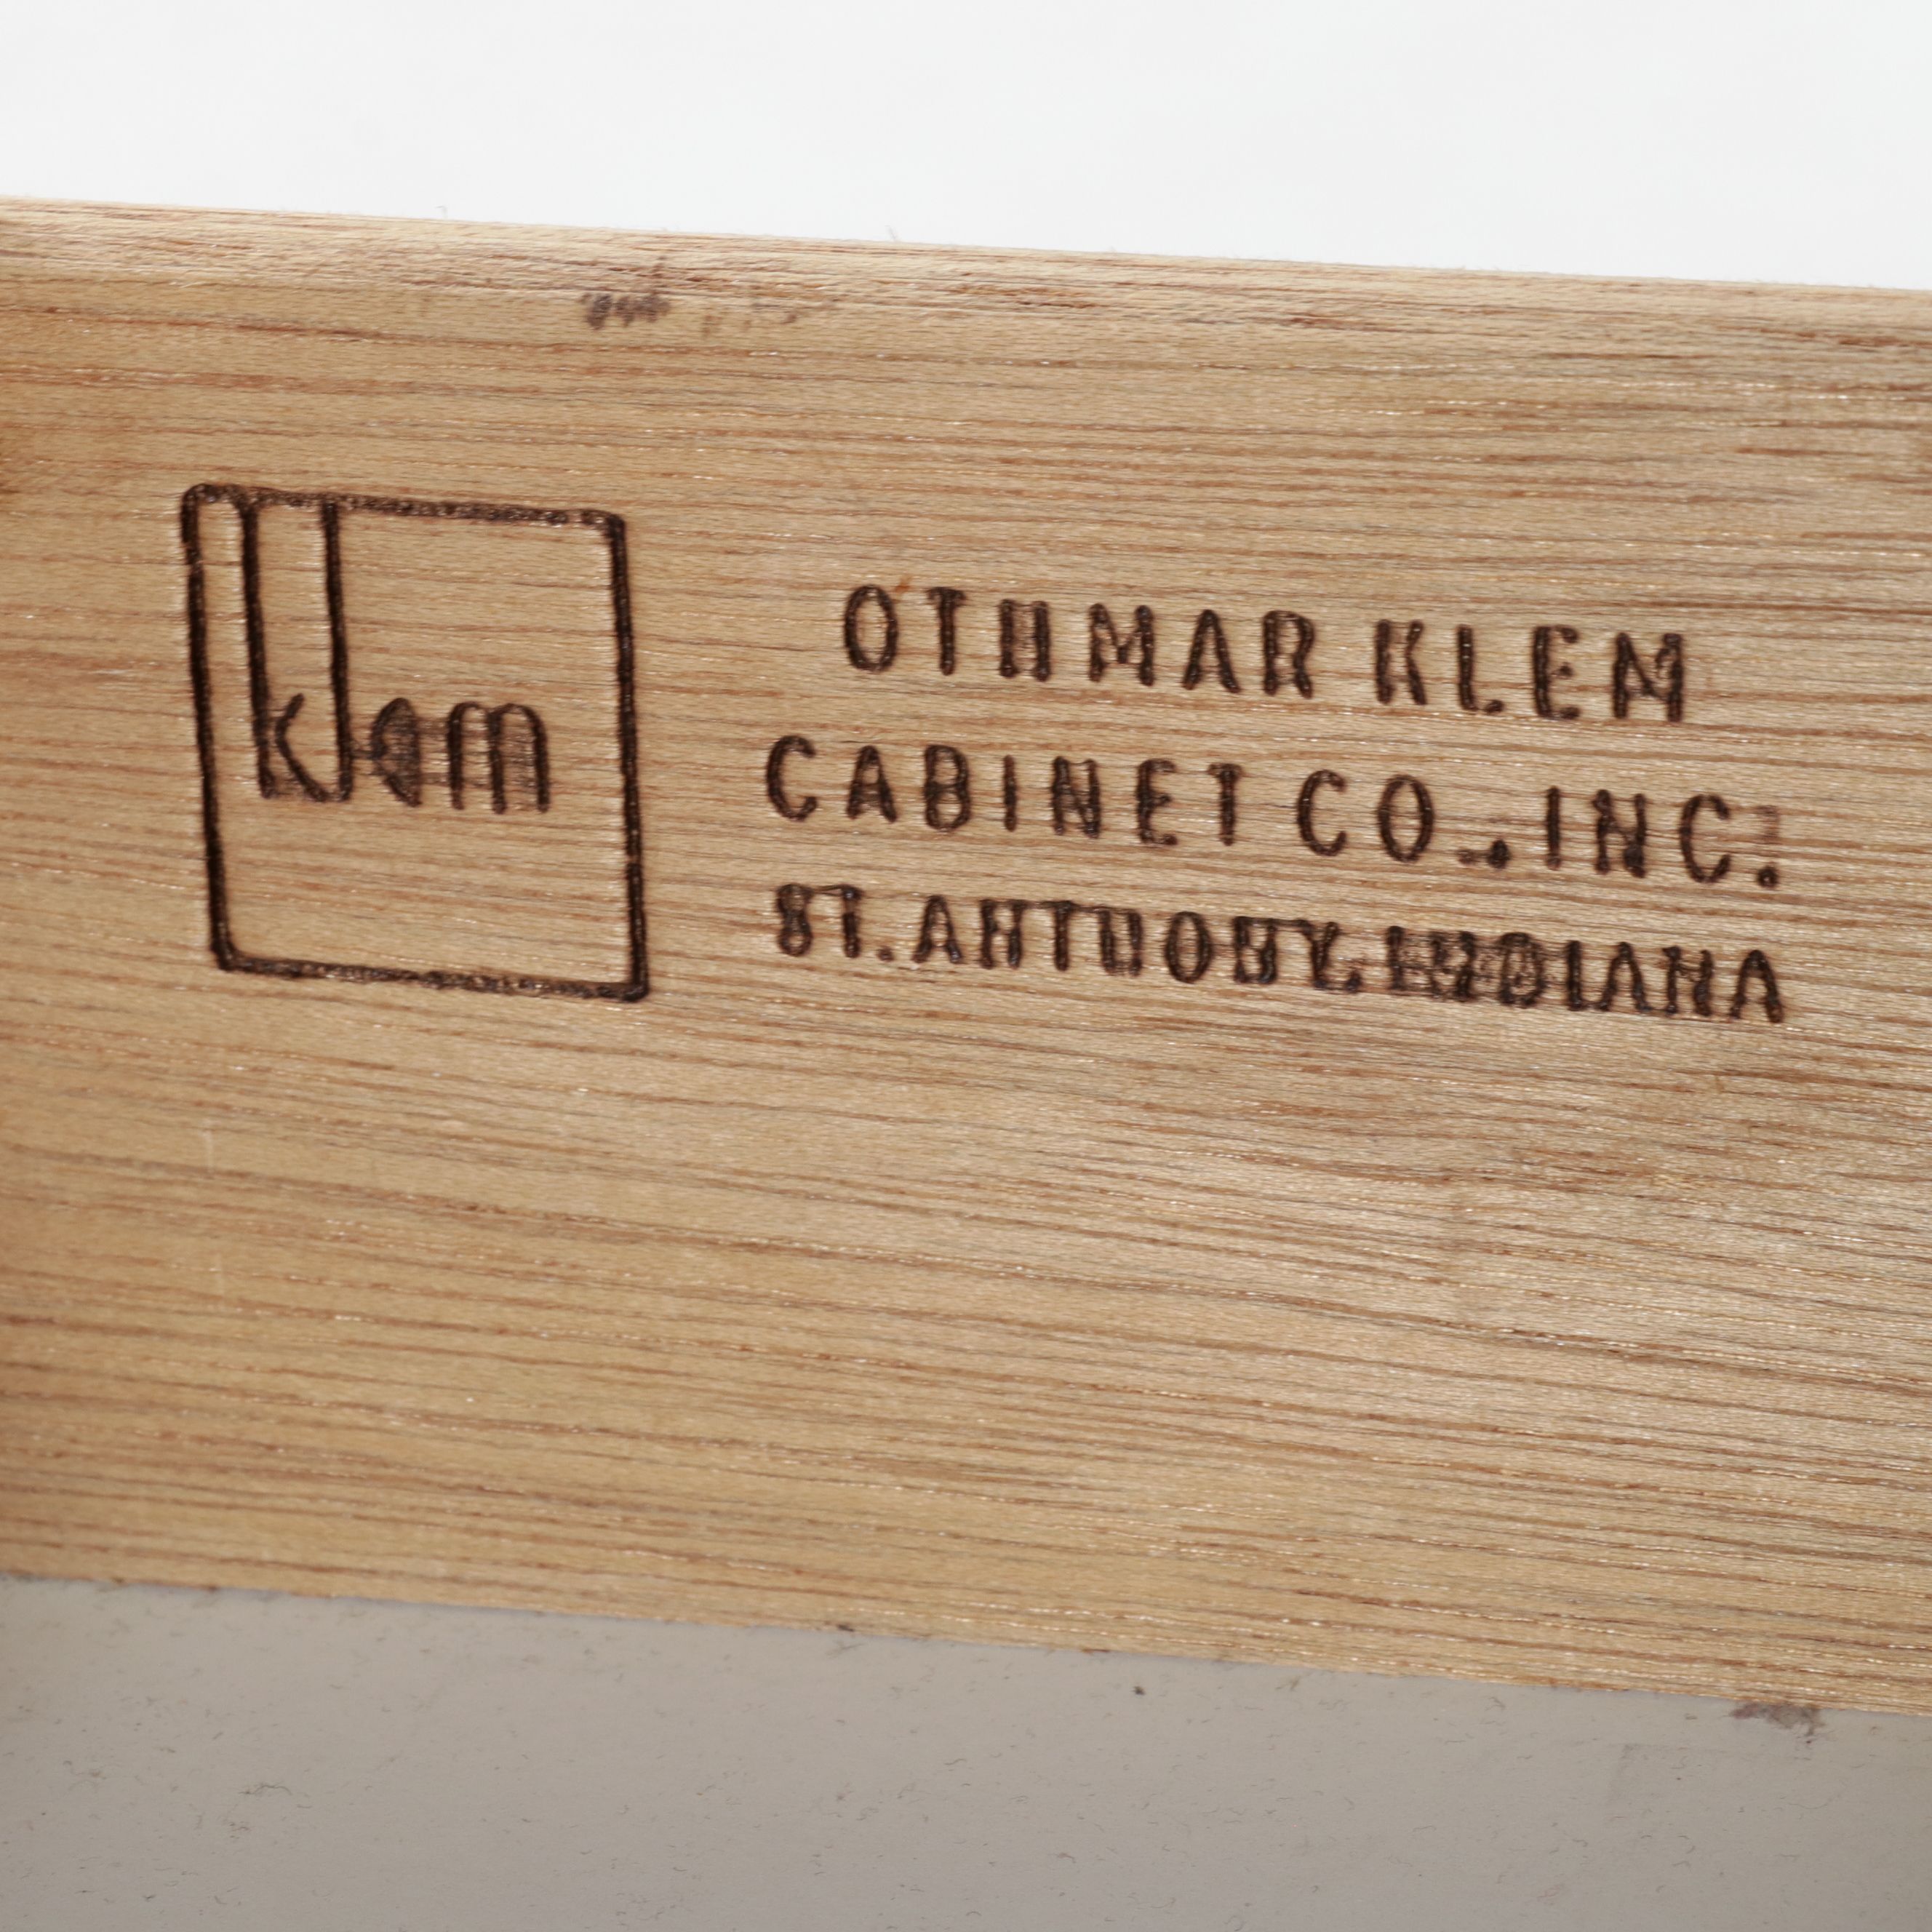 klem
OTHMAR KLEM
CABINET CO., INC.
ST. ANTHONY, INDIANA